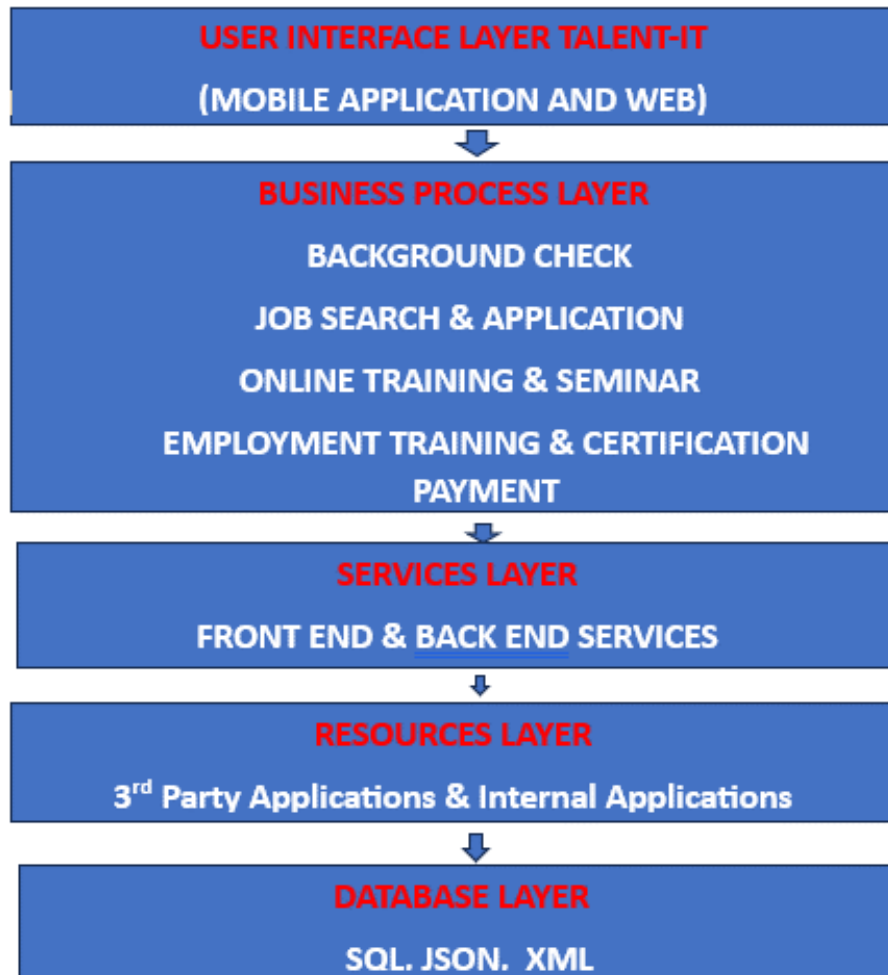 USER INTERFACE LAYER TALENT-IT
(MOBILE APPLICATION AND WEB)
BUSINESS PROCESS LAYER
BACKGROUND CHECK
JOB SEARCH & APPLICATION
ONLINE TRAINING & SEMINAR
EMPLOYMENT TRAINING & CERTIFICATION
PAYMENT
SERVICES LAYER
FRONT END & BACK END SERVICES
RESOURCES LAYER
3rd Party Applications & Internal Applications
DATABASE LAYER
SQL. JSON. XML